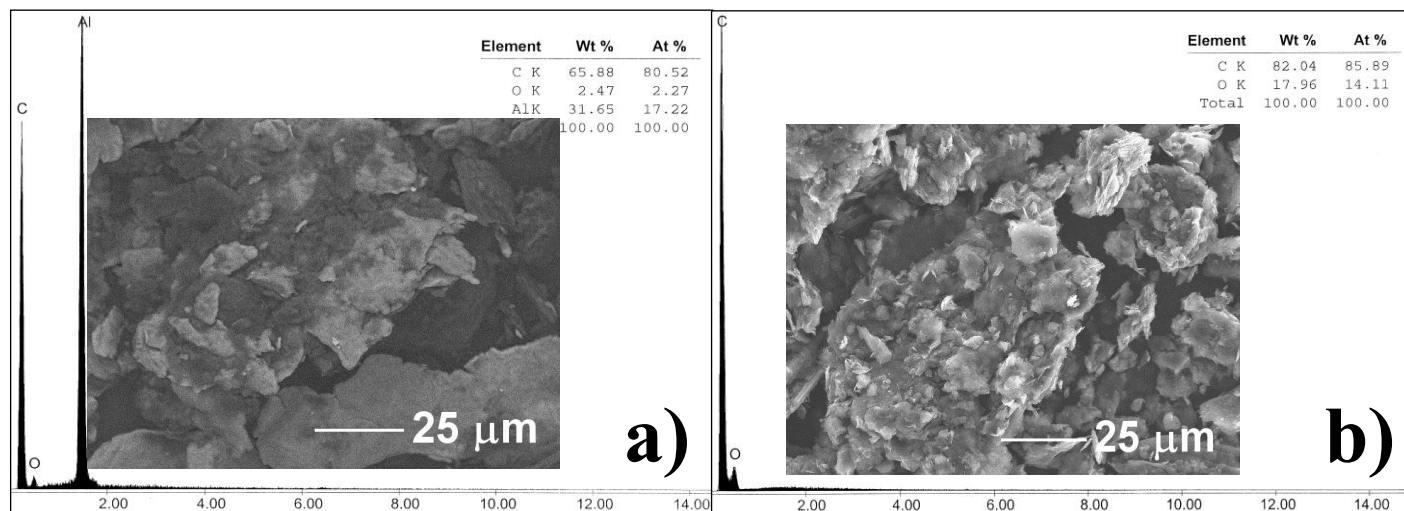 Al
C
O
Element Wt % At %
C K 65.88 80.52
O K 2.47 2.27
AlK 31.65 17.22
100.00 100.00
25 μm
a)
2.00 4.00 6.00 8.00 10.00 12.00 14.00
C
O
Element Wt % At %
C K 82.04 85.89
O K 17.96 14.11
Total 100.00 100.00
25 μm
b)
2.00 4.00 6.00 8.00 10.00 12.00 14.00